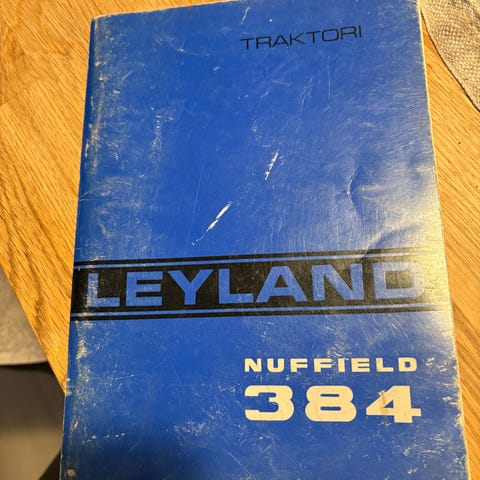 TRAKTORI
LEYLAND
NUFFIELD
384